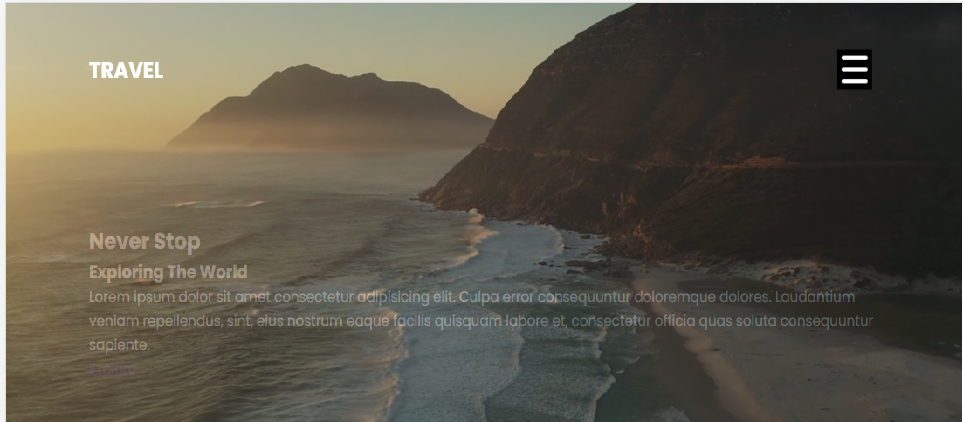 TRAVEL
Never Stop
Exploring The World
Lorem ipsum dolor sit amet consectetur adipisicing elit. Culpa error consequuntur doloremque dolores. Laudantium
veniam repellendus, sint, eius nostrum eaque facilis quisquam labore et, consectetur officia quas soluta consequuntur
sapiente.